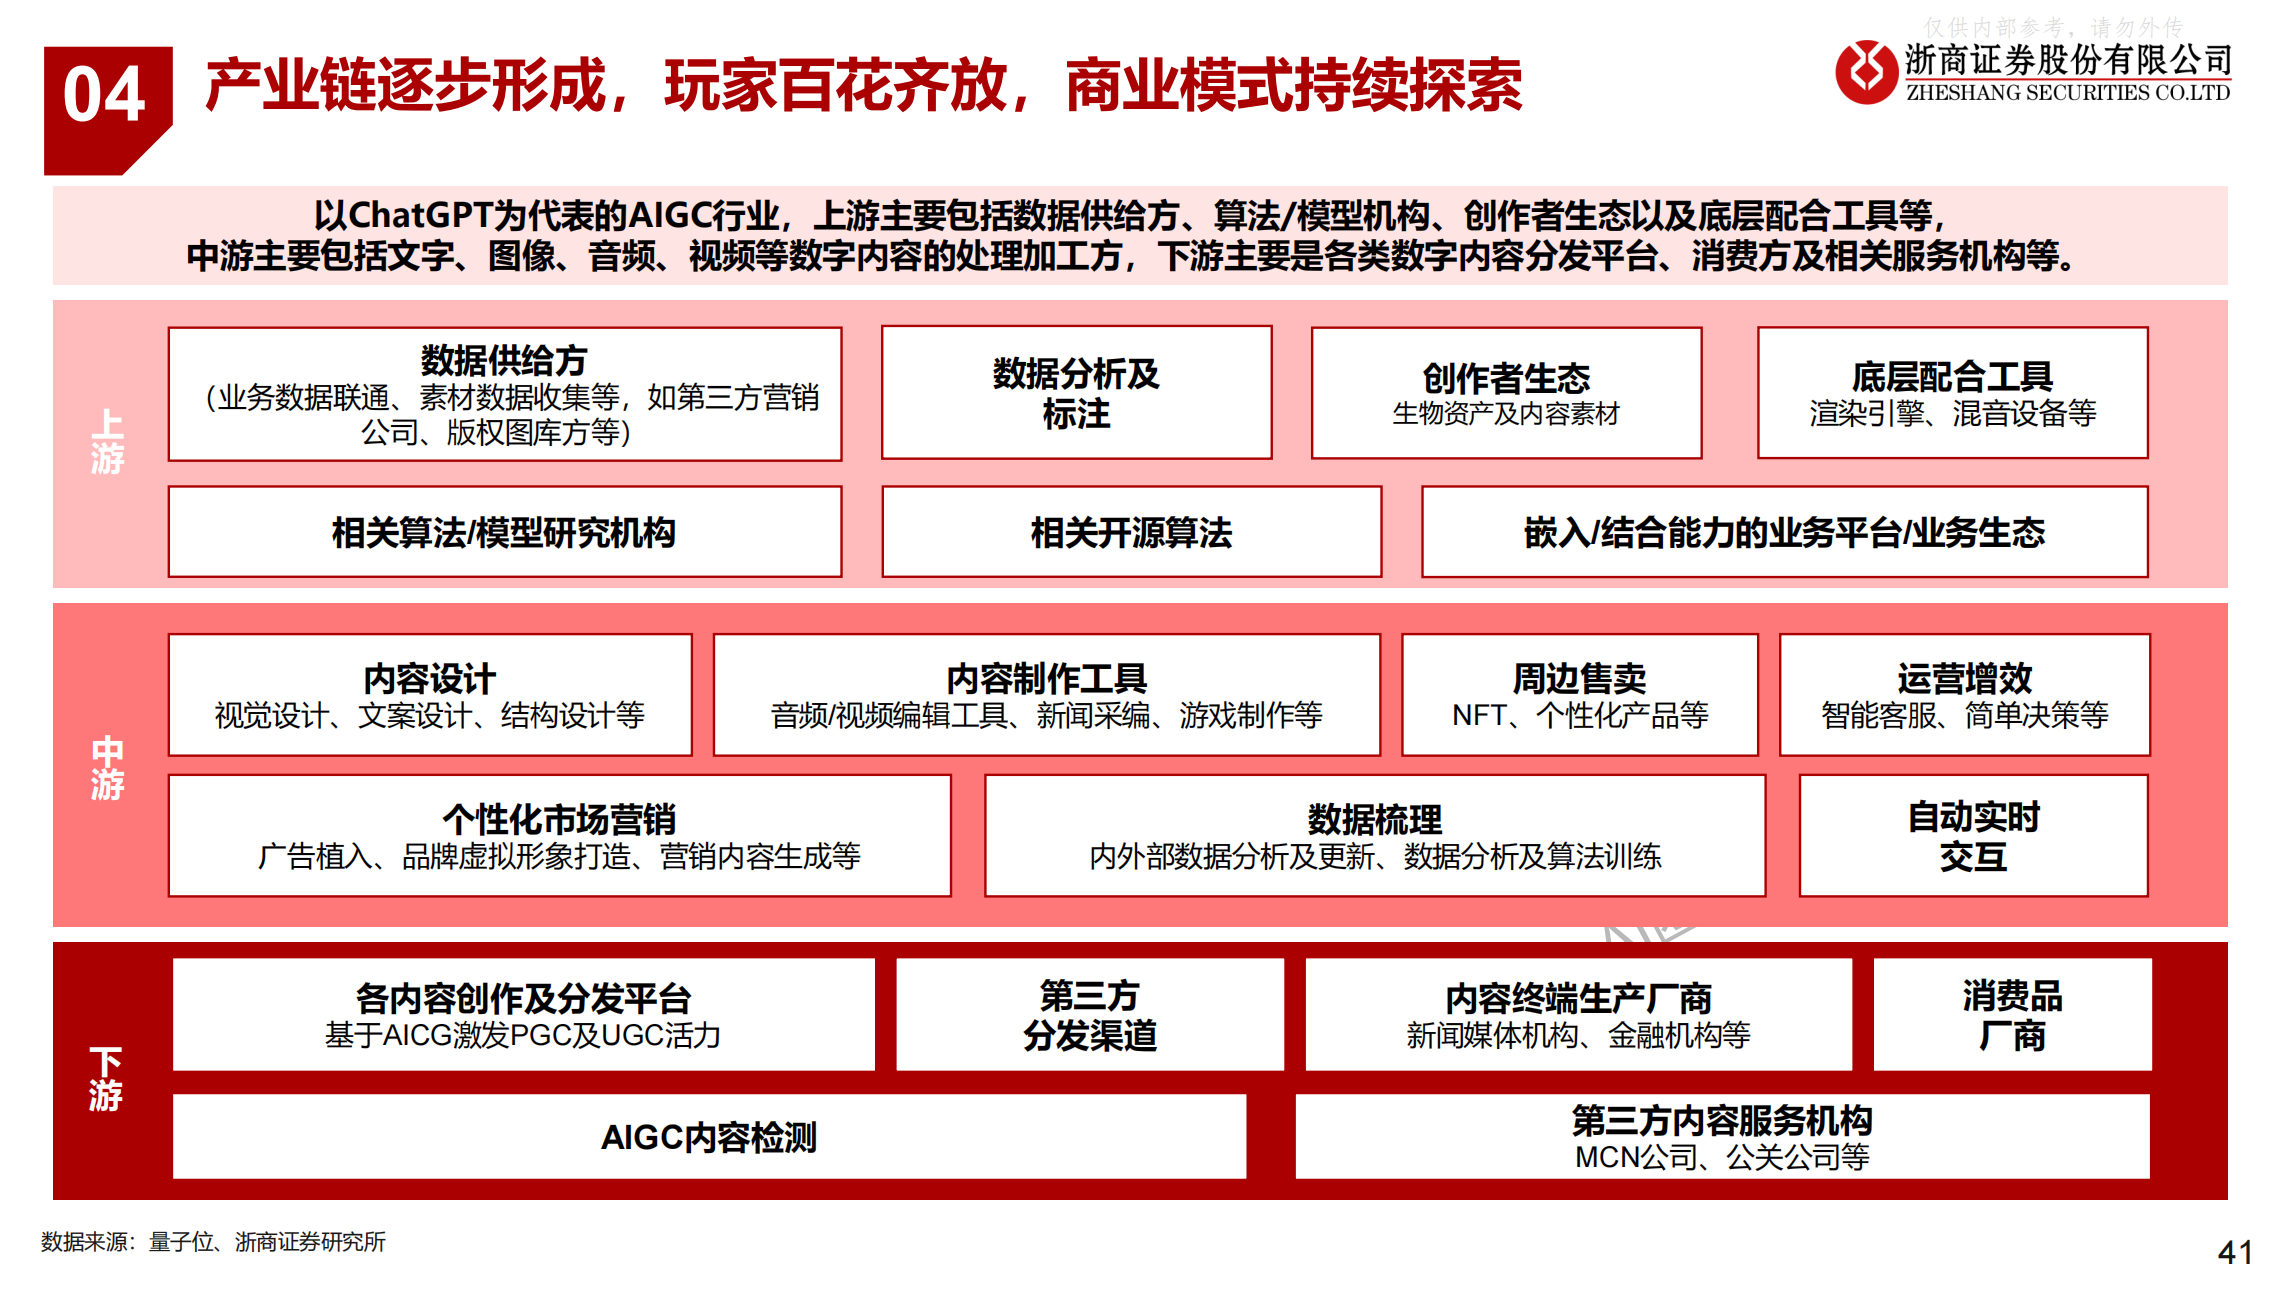 仅供内部参考，请勿外传
04
产业链逐步形成，玩家百花齐放，商业模式持续探索
浙商证券股份有限公司
ZHESHANG SECURITIES CO.LTD
以ChatGPT为代表的AIGC行业，上游主要包括数据供给方、算法/模型机构、创作者生态以及底层配合工具等，
中游主要包括文字、图像、音频、视频等数字内容的处理加工方，下游主要是各类数字内容分发平台、消费方及相关服务机构等。
上游
数据供给方
（业务数据联通、素材数据收集等，如第三方营销
公司、版权图库方等）
数据分析及
标注
创作者生态
生物资产及内容素材
底层配合工具
渲染引擎、混音设备等
相关算法/模型研究机构
相关开源算法
嵌入/结合能力的业务平台/业务生态
中游
内容设计
视觉设计、文案设计、结构设计等
内容制作工具
音频/视频编辑工具、新闻采编、游戏制作等
周边售卖
NFT、个性化产品等
运营增效
智能客服、简单决策等
个性化市场营销
广告植入、品牌虚拟形象打造、营销内容生成等
数据梳理
内外部数据分析及更新、数据分析及算法训练
自动实时
交互
下游
各内容创作及分发平台
基于AICG激发PGC及UGC活力
第三方
分发渠道
内容终端生产厂商
新闻媒体机构、金融机构等
消费品
厂商
AIGC内容检测
第三方内容服务机构
MCN公司、公关公司等
数据来源：量子位、浙商证券研究所
41